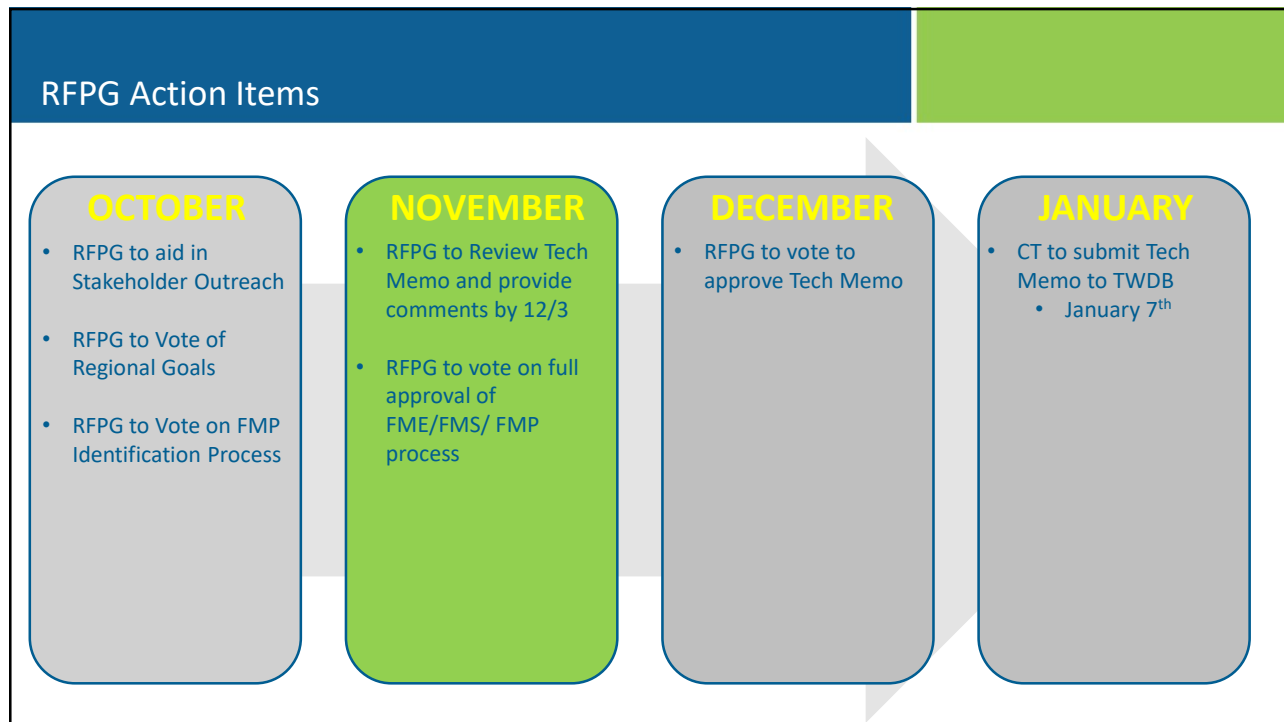 RFPG Action Items
OCTOBER
• RFPG to aid in
Stakeholder Outreach
• RFPG to Vote of
Regional Goals
• RFPG to Vote on FMP
Identification Process
NOVEMBER
• RFPG to Review Tech
Memo and provide
comments by 12/3
• RFPG to vote on full
approval of
FME/FMS/ FMP
process
DECEMBER
• RFPG to vote to
approve Tech Memo
JANUARY
• CT to submit Tech
Memo to TWDB
• January 7th